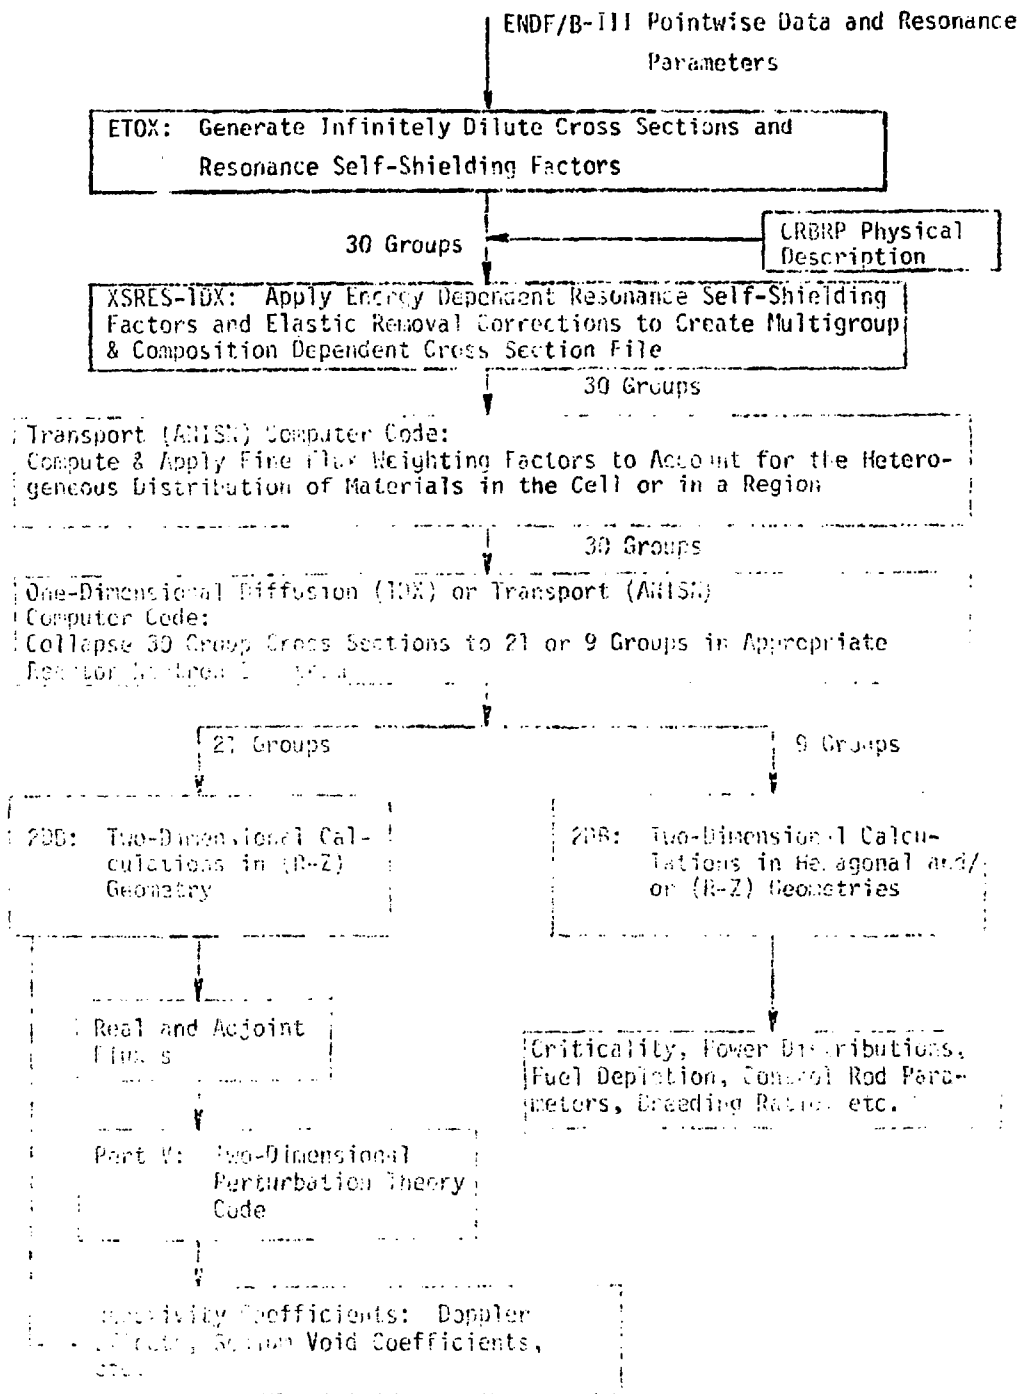 ENDF/B-III Pointwise Data and Resonance
Parameters
ETOX: Generate Infinitely Dilute Cross Sections and
Resonance Self-Shielding Factors
30 Groups
CRBRP Physical
Description
XSRES-1DX: Apply Energy Dependent Resonance Self-Shielding
Factors and Elastic Removal Corrections to Create Multigroup
& Composition Dependent Cross Section File
30 Groups
Transport (ANISN) Computer Code:
Compute & Apply Fine Flux Weighting Factors to Account for the Hetero-
geneous Distribution of Materials in the Cell or in a Region
30 Groups
One-Dimensional Diffusion (1DX) or Transport (ANISN)
Computer Code:
Collapse 30 Group Cross Sections to 21 or 9 Groups in Appropriate
Reactor
21 Groups
9 Groups
2DB: Two-Dimensional Cal-
culations in (R-Z)
Geometry
2DB: Two-Dimensional Calcu-
lations in Hexagonal and/
or (R-Z) Geometries
Real and Adjoint
Fluxes
Criticality, Power Distributions,
Fuel Depletion, Control Rod Para-
meters, Breeding Ratio, etc.
Pert V: Two-Dimensional
Perturbation Theory
Code
Reactivity Coefficients: Doppler
Sodium Void Coefficients,
etc.